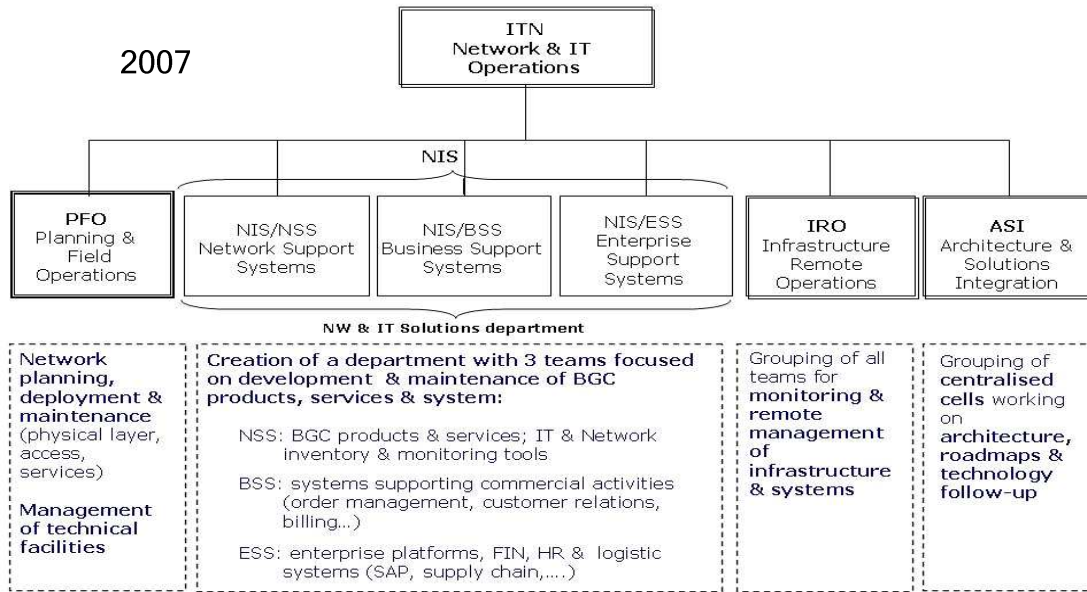 2007
ITN
Network & IT
Operations
NIS
PFO
Planning &
Field
Operations
NIS/NSS
Network Support
Systems
NIS/BSS
Business Support
Systems
NIS/ESS
Enterprise
Support
Systems
IRO
Infrastructure
Remote
Operations
ASI
Architecture &
Solutions
Integration
NW & IT Solutions department
Network
planning,
deployment &
maintenance
(physical layer,
access,
services)
Management
of technical
facilities
Creation of a department with 3 teams focused
on development & maintenance of BGC
products, services & system:
NSS: BGC products & services; IT & Network
inventory & monitoring tools
BSS: systems supporting commercial activities
(order management, customer relations,
billing...)
ESS: enterprise platforms, FIN, HR & logistic
systems (SAP, supply chain,....)
Grouping of all
teams for
monitoring &
remote
management
of
infrastructure
& systems
Grouping of
centralised
cells working
on
architecture,
roadmaps &
technology
follow-up